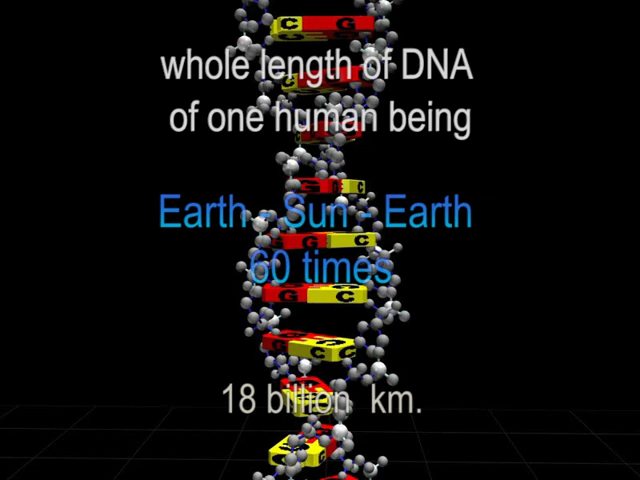 whole length of DNA
of one human being
Earth - Sun - Earth
60 times
18 billion km.
C G
G C
G C
G C
G C